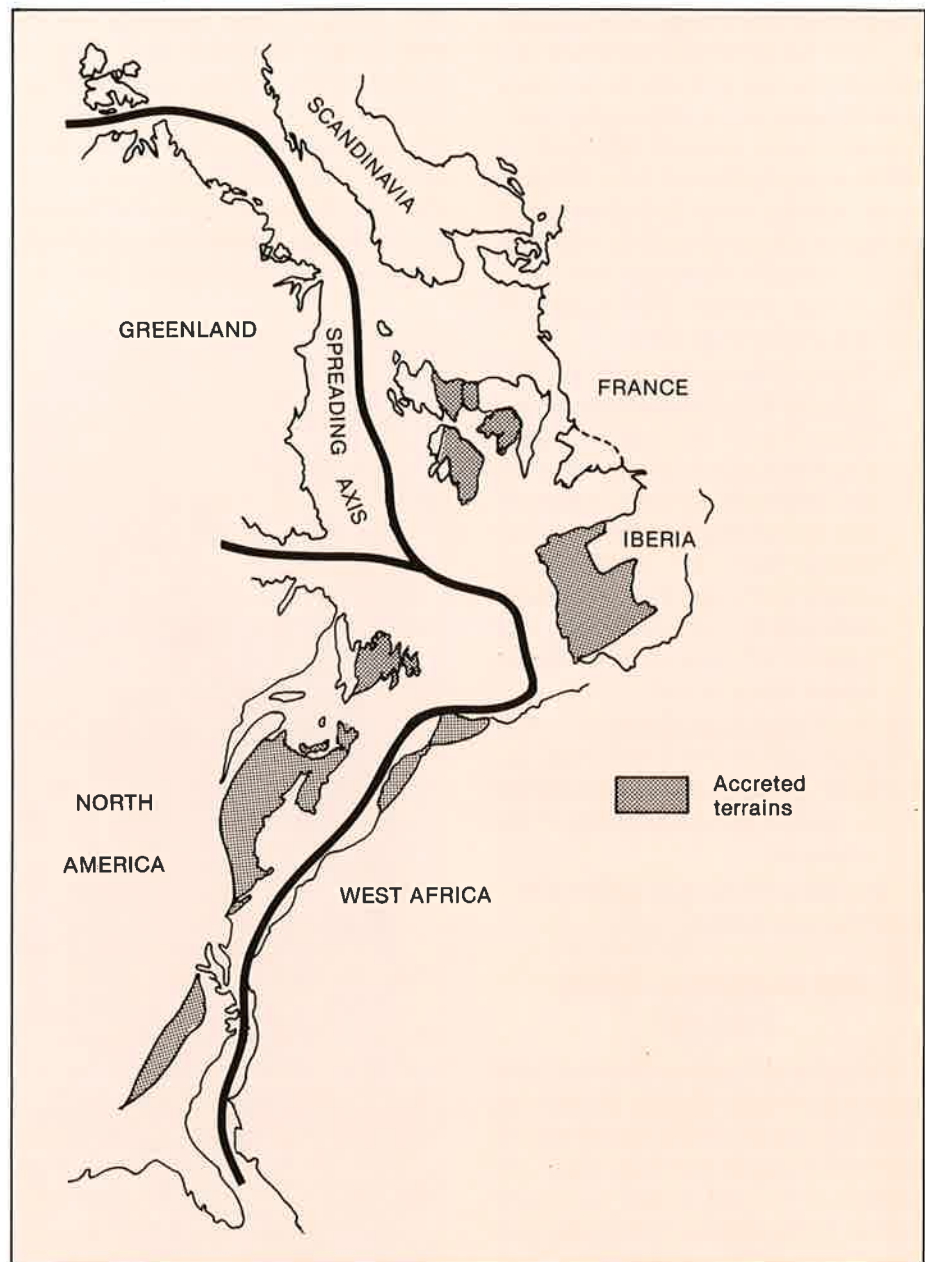 SCANDINAVIA
GREENLAND
SPREADING AXIS
FRANCE
IBERIA
NORTH
AMERICA
Accreted
terrains
WEST AFRICA